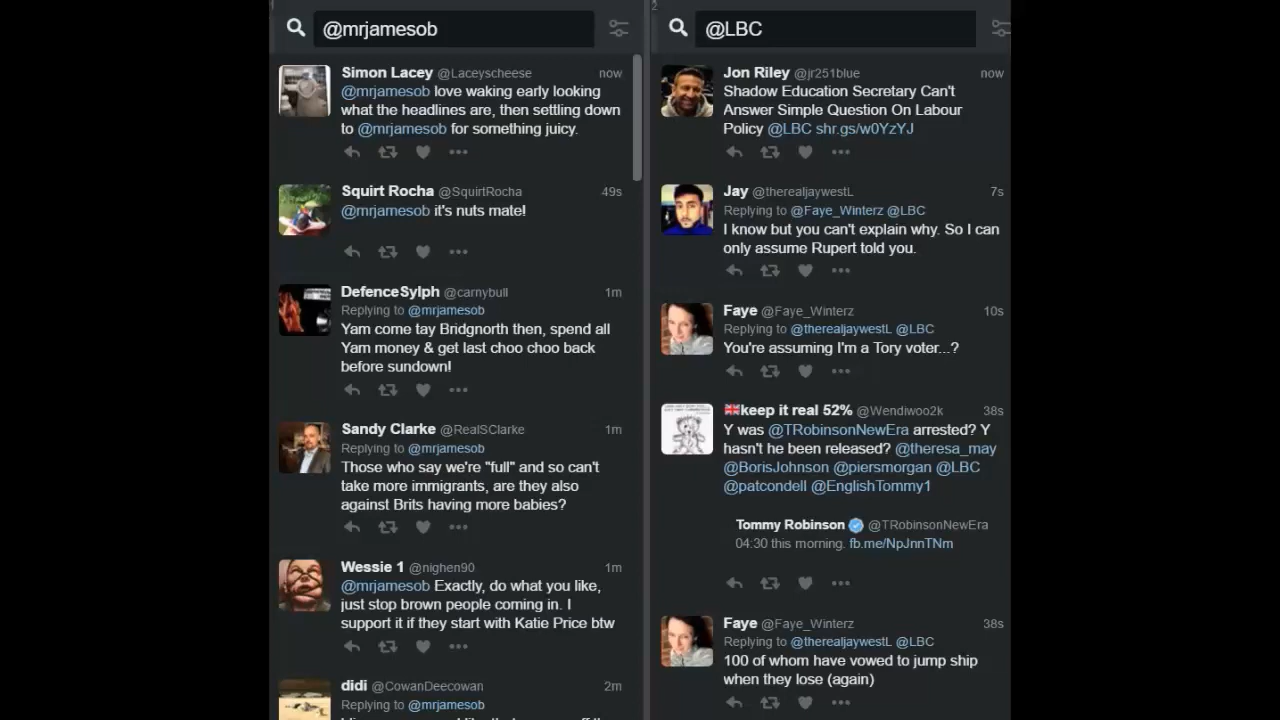 1
@mrjamesob
Simon Lacey @Laceyscheese now
@mrjamesob love waking early looking
what the headlines are, then settling down
to @mrjamesob for something juicy.
Squirt Rocha @SquirtRocha 49s
@mrjamesob it's nuts mate!
DefenceSylph @carnybull 1m
Replying to @mrjamesob
Yam come tay Bridgnorth then, spend all
Yam money & get last choo choo back
before sundown!
Sandy Clarke @RealSClarke 1m
Replying to @mrjamesob
Those who say we're "full" and so can't
take more immigrants, are they also
against Brits having more babies?
Wessie 1 @nighen90 1m
@mrjamesob Exactly, do what you like,
just stop brown people coming in. I
support it if they start with Katie Price btw
didi @CowanDeecowan 2m
Replying to @mrjamesob
2
@LBC
Jon Riley @jr251blue now
Shadow Education Secretary Can't
Answer Simple Question On Labour
Policy @LBC shr.gs/w0YzYJ
Jay @therealjaywestL 7s
Replying to @Faye_Winterz @LBC
I know but you can't explain why. So I can
only assume Rupert told you.
Faye @Faye_Winterz 10s
Replying to @therealjaywestL @LBC
You're assuming I'm a Tory voter...?
🇬🇧keep it real 52% @Wendiwoo2k 38s
Y was @TRobinsonNewEra arrested? Y
hasn't he been released? @theresa_may
@BorisJohnson @piersmorgan @LBC
@patcondell @EnglishTommy1
Tommy Robinson @TRobinsonNewEra
04:30 this morning. fb.me/NpJnnTNm
Faye @Faye_Winterz 38s
Replying to @therealjaywestL @LBC
100 of whom have vowed to jump ship
when they lose (again)